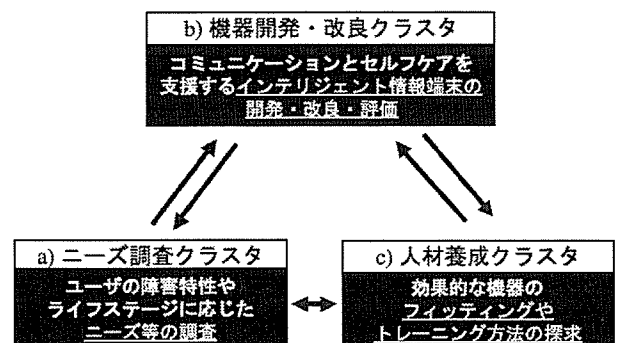 b) 機器開発・改良クラスタ
コミュニケーションとセルフケアを
支援するインテリジェント情報端末の
開発・改良・評価
a) ニーズ調査クラスタ
ユーザの障害特性や
ライフステージに応じた
ニーズ等の調査
c) 人材養成クラスタ
効果的な機器の
フィッティングや
トレーニング方法の探求